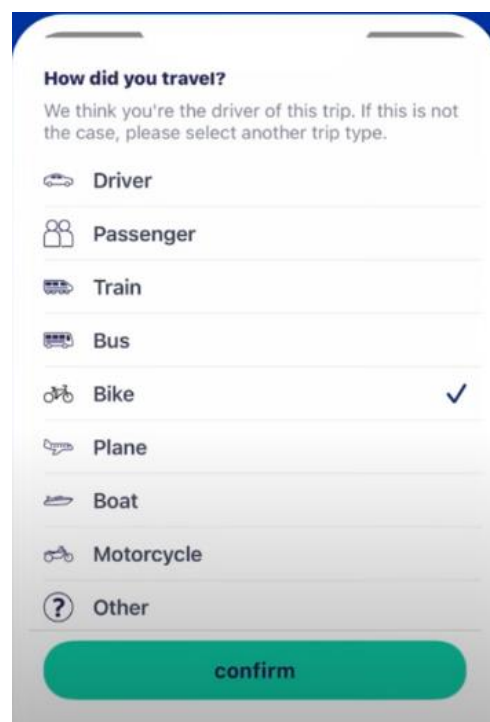 How did you travel?
We think you're the driver of this trip. If this is not
the case, please select another trip type.
Driver
Passenger
Train
Bus
Bike
Plane
Boat
Motorcycle
? Other
confirm